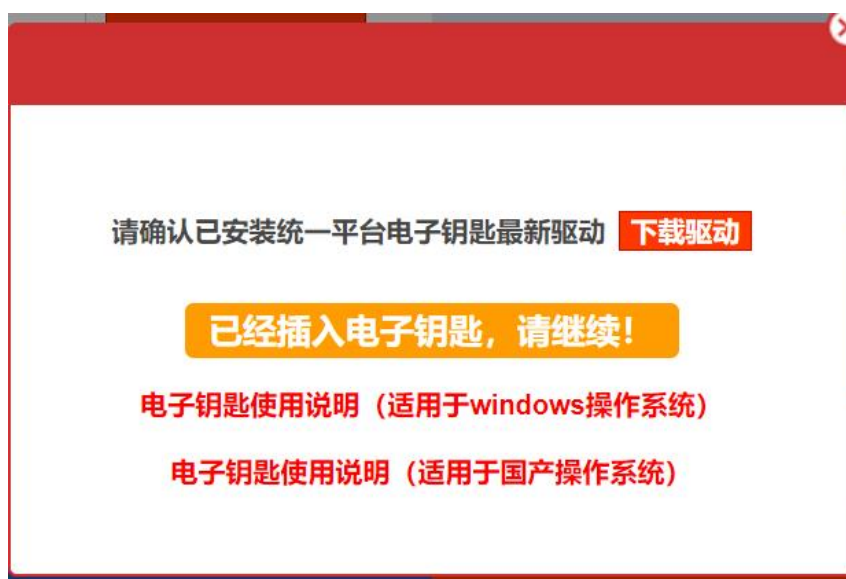 请确认已安装统一平台电子钥匙最新驱动 下载驱动
已经插入电子钥匙，请继续！
电子钥匙使用说明（适用于windows操作系统）
电子钥匙使用说明（适用于国产操作系统）